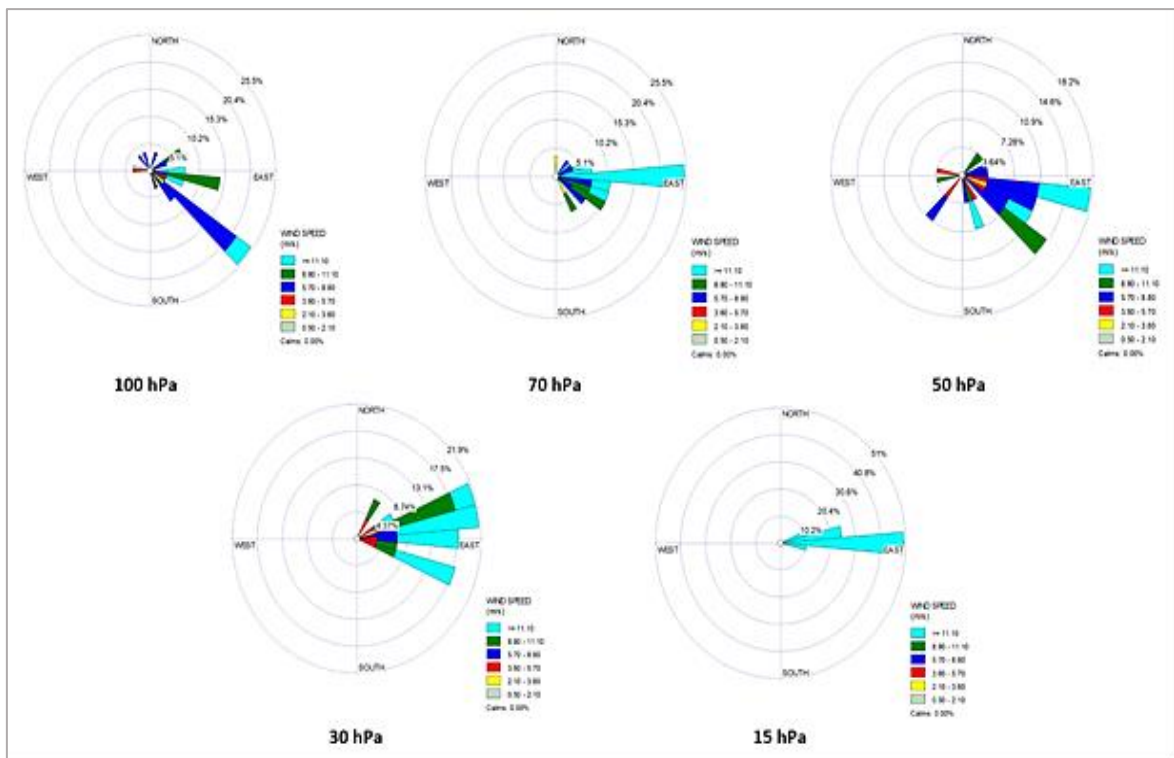 NORTH
25.5%
20.4%
15.3%
10.2%
5.1%
WEST
EAST
SOUTH
WIND SPEED
(m/s)
>= 11.10
8.80 - 11.10
5.70 - 8.80
3.60 - 5.70
2.10 - 3.60
0.50 - 2.10
Calms: 0.00%
100 hPa
NORTH
25.5%
20.4%
15.3%
10.2%
5.1%
WEST
EAST
SOUTH
WIND SPEED
(m/s)
>= 11.10
8.80 - 11.10
5.70 - 8.80
3.60 - 5.70
2.10 - 3.60
0.50 - 2.10
Calms: 0.00%
70 hPa
NORTH
18.2%
14.6%
10.9%
7.28%
3.64%
WEST
EAST
SOUTH
WIND SPEED
(m/s)
>= 11.10
8.80 - 11.10
5.70 - 8.80
3.60 - 5.70
2.10 - 3.60
0.50 - 2.10
Calms: 0.00%
50 hPa
NORTH
21.9%
17.5%
13.1%
8.74%
4.37%
WEST
EAST
SOUTH
WIND SPEED
(m/s)
>= 11.10
8.80 - 11.10
5.70 - 8.80
3.60 - 5.70
2.10 - 3.60
0.50 - 2.10
Calms: 0.00%
30 hPa
NORTH
51%
40.8%
30.6%
20.4%
10.2%
WEST
EAST
SOUTH
WIND SPEED
(m/s)
>= 11.10
8.80 - 11.10
5.70 - 8.80
3.60 - 5.70
2.10 - 3.60
0.50 - 2.10
Calms: 0.00%
15 hPa